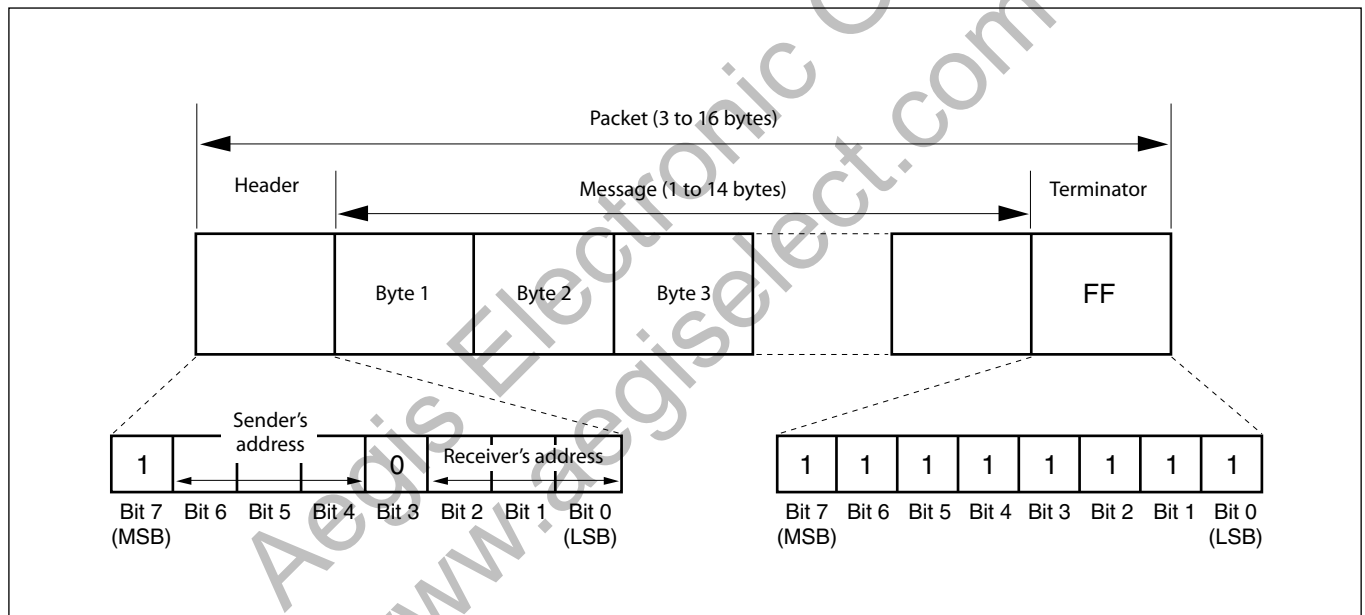 Packet (3 to 16 bytes)
Header
Message (1 to 14 bytes)
Terminator
Byte 1
Byte 2
Byte 3
FF
Sender's
address
1
0
Receiver's address
Bit 7
(MSB)
Bit 6
Bit 5
Bit 4
Bit 3
Bit 2
Bit 1
Bit 0
(LSB)
1 1 1 1 1 1 1 1
Bit 7
(MSB)
Bit 6
Bit 5
Bit 4
Bit 3
Bit 2
Bit 1
Bit 0
(LSB)
Aegis Electronic
www.aegiselect.com